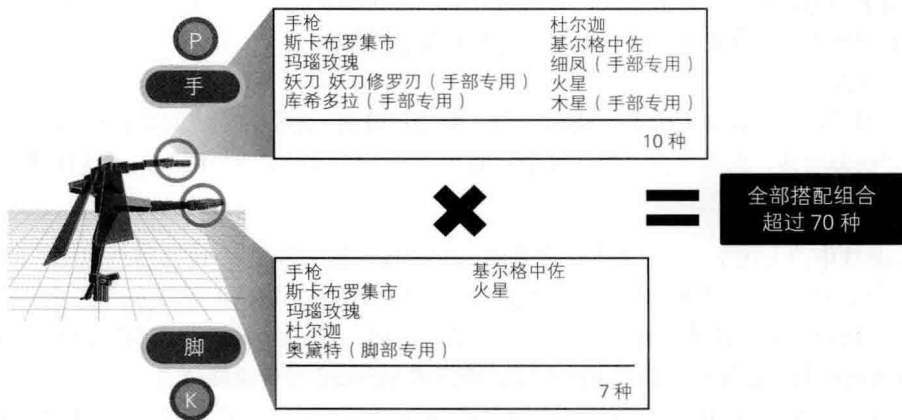 P
手
手枪
斯卡布罗集市
玛瑙玫瑰
妖刀 妖刀修罗刃（手部专用）
库希多拉（手部专用）
杜尔迦
基尔格中佐
细凤（手部专用）
火星
木星（手部专用）
10 种
全部搭配组合
超过 70 种
手枪
斯卡布罗集市
玛瑙玫瑰
杜尔迦
奥黛特（脚部专用）
基尔格中佐
火星
7 种
脚
K